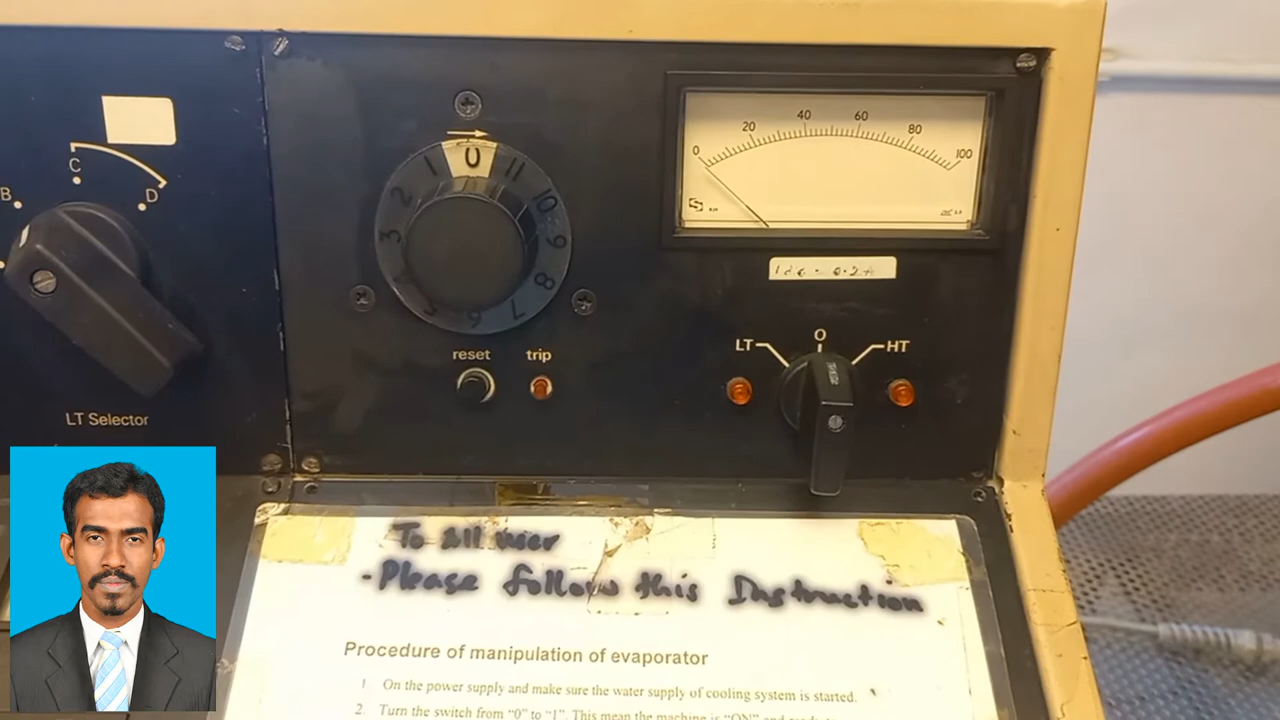 B
C
D
LT Selector
0
11
10
9
8
7
6
5
3
2
1
reset
trip
0 20 40 60 80 100
LT
O
HT
To all user
-Please follow this Instruction
Procedure of manipulation of evaporator
1 On the power supply and make sure the water supply of cooling system is started.
2. Turn the switch from "0" to "1". This mean the machine is "ON" and